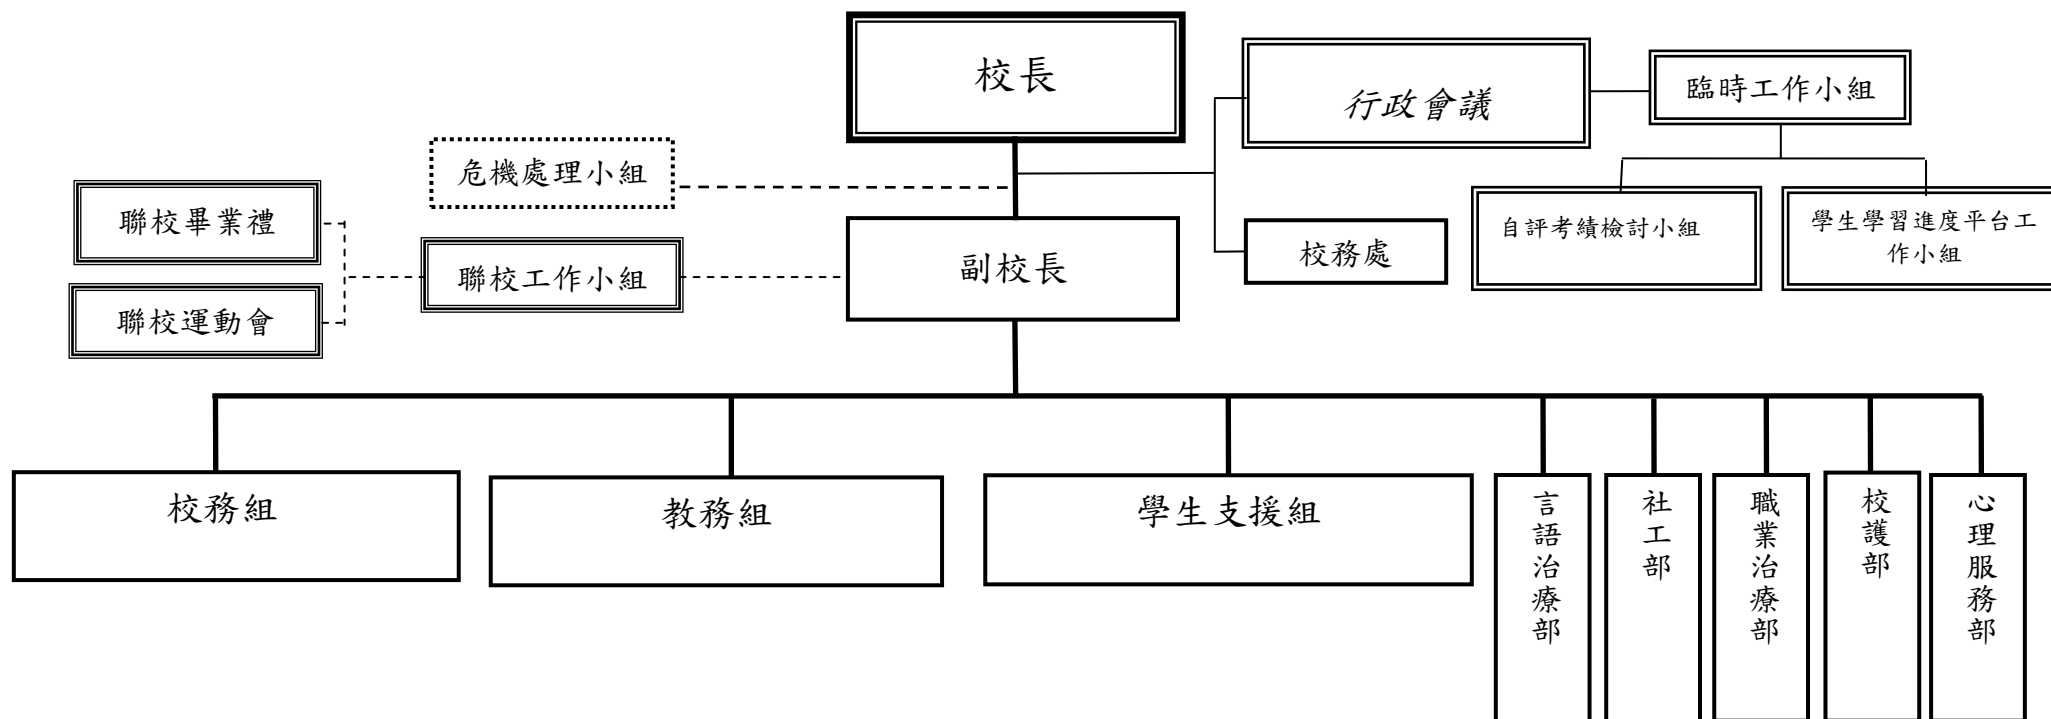 校長
行政會議
臨時工作小組
危機處理小組
聯校畢業禮
自評考績檢討小組
學生學習進度平台工
作小組
聯校工作小組
副校長
校務處
聯校運動會
校務組
教務組
學生支援組
言語治療部
社工部
職業治療部
校護部
心理服務部